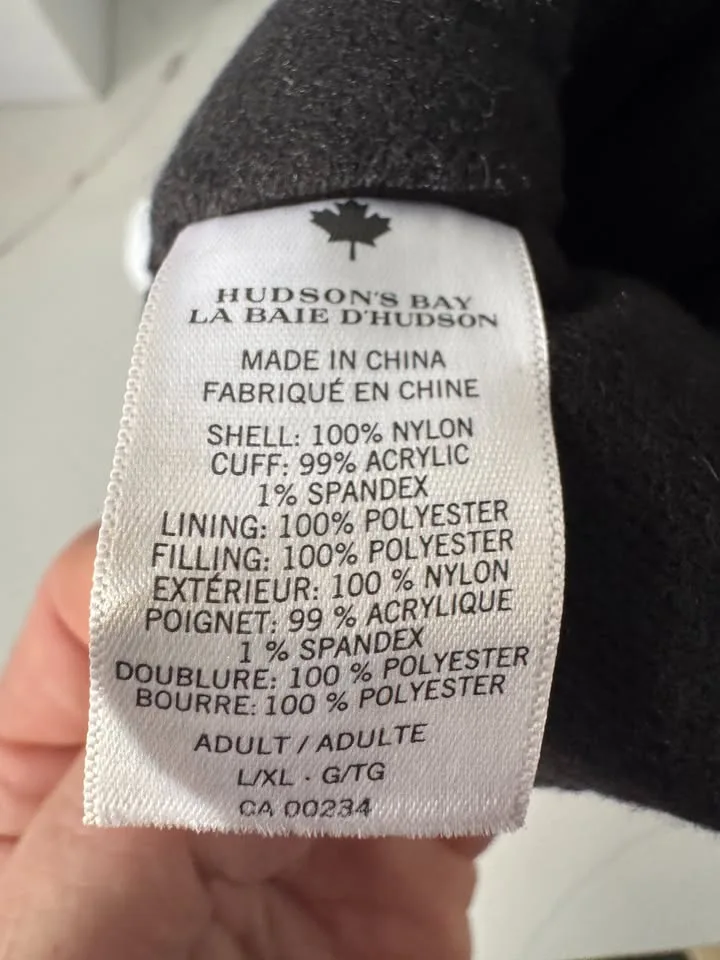 HUDSON'S BAY
LA BAIE D'HUDSON
MADE IN CHINA
FABRIQUÉ EN CHINE
SHELL: 100% NYLON
CUFF: 99% ACRYLIC
1% SPANDEX
LINING: 100% POLYESTER
FILLING: 100% POLYESTER
EXTÉRIEUR: 100 % NYLON
POIGNET: 99 % ACRYLIQUE
1 % SPANDEX
DOUBLURE: 100 % POLYESTER
BOURRE: 100 % POLYESTER
ADULT / ADULTE
L/XL · G/TG
CA 00234